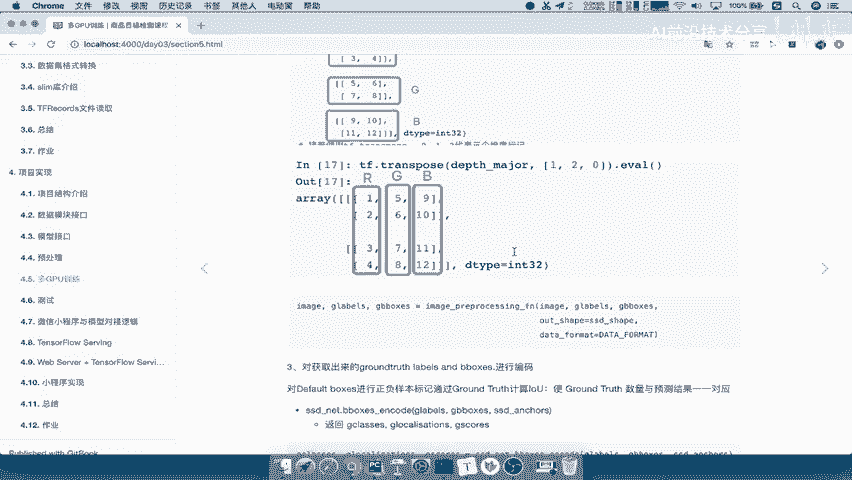 Chrome 文件 修改 视图 历史记录 书签 其他人 电动窝 窗口 帮助
100%
多GPU训练 | 商品目标检测课程
AI前沿技术分享
localhost:4000/day03/section5.html
3.3. 数据集格式转换
3.4. slim库介绍
3.5. TFRecords文件读取
3.6. 总结
3.7. 作业
4. 项目实现
4.1. 项目结构介绍
4.2. 数据模块接口
4.3. 模型接口
4.4. 预处理
4.5. 多GPU训练
4.6. 测试
4.7. 微信小程序与模型对接逻辑
4.8. TensorFlow Serving
4.9. Web Server + TensorFlow Servi...
4.10. 小程序实现
4.11. 总结
4.12. 作业
Published with GitBook
[ 3, 4]],
[[ 5, 6],
[ 7, 8]],
G
[[ 9, 10],
[11, 12]]], dtype=int32)
B
In [17]: tf.transpose(depth_major, [1, 2, 0]).eval()
Out[17]:
R G B
array([[[ 1, 5, 9],
[ 2, 6, 10]],
[[ 3, 7, 11],
[ 4, 8, 12]]], dtype=int32)
image, glabels, gbboxes = image_preprocessing_fn(image, glabels, gbboxes,
out_shape=ssd_shape,
data_format=DATA_FORMAT)
3、对获取出来的groundtruth labels and bboxes.进行编码
对Default boxes进行正负样本标记通过Ground Truth计算IoU：使 Ground Truth 数量与预测结果一一对应
ssd_net.bboxes_encode(glabels, gbboxes, ssd_anchors)
返回 gclasses, glocalisations, gscores